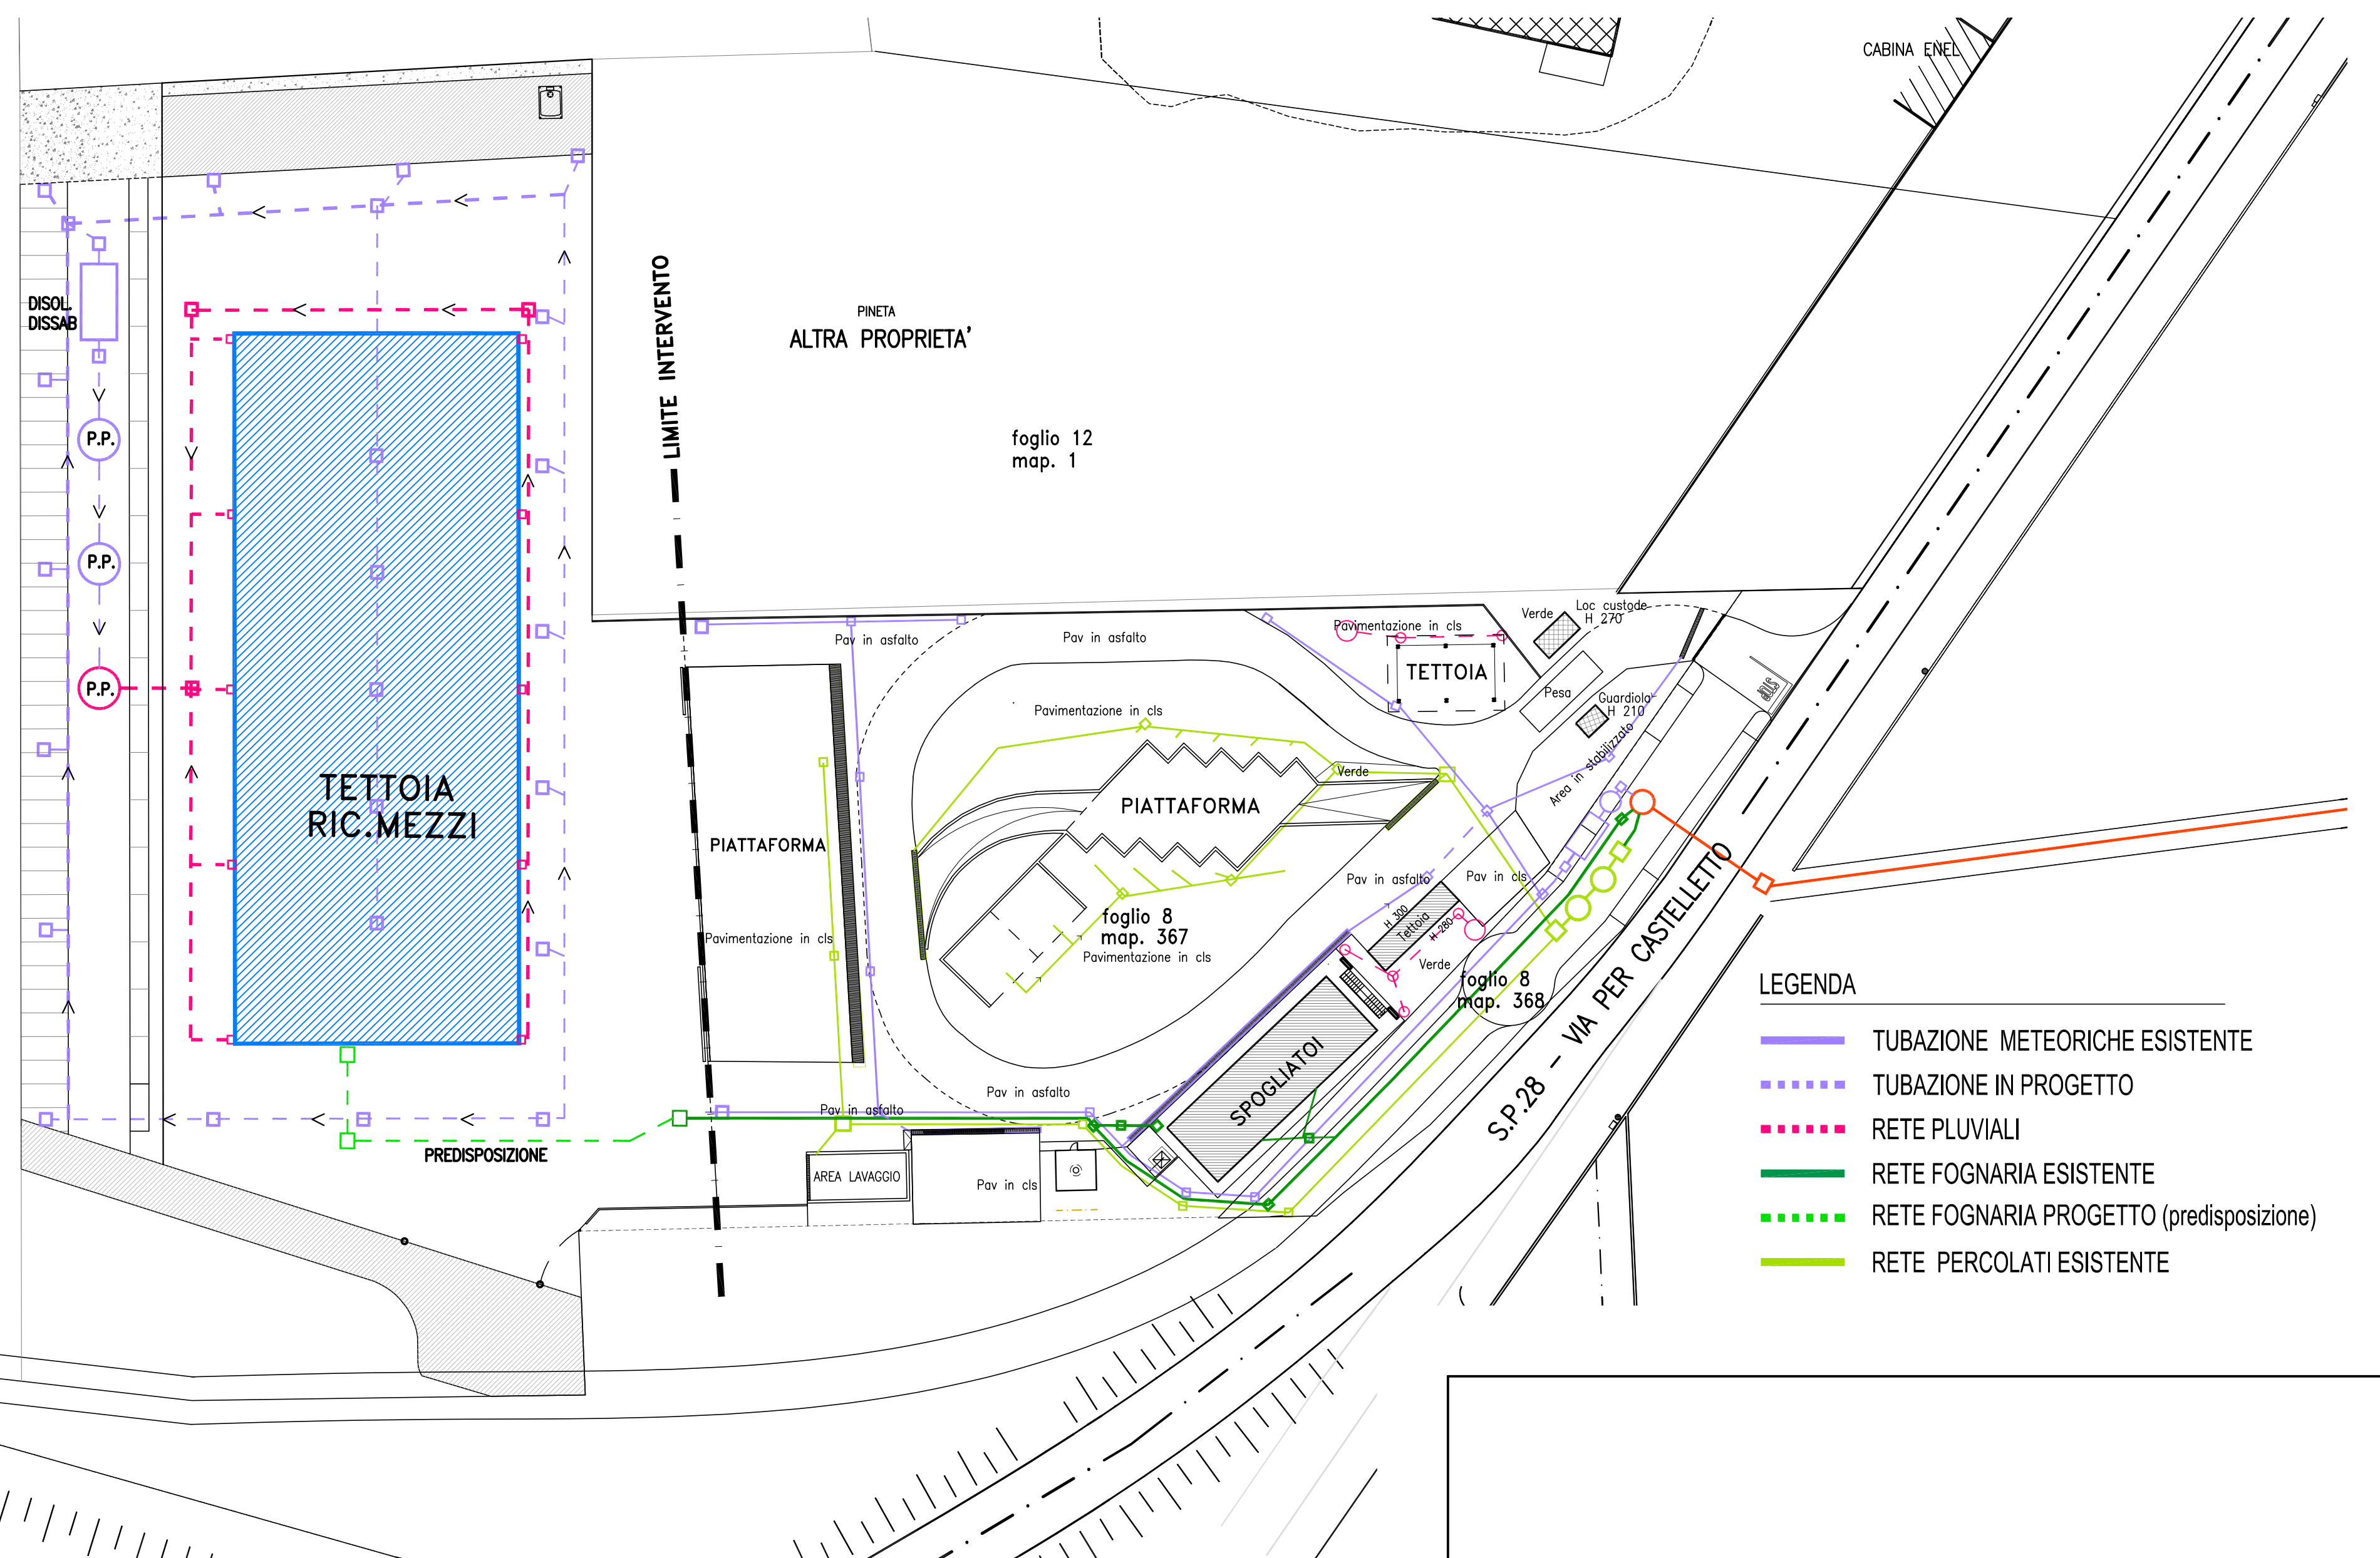 CABINA ENEL
LIMITE INTERVENTO
DISOL.
DISSAB
PINETA
ALTRA PROPRIETA'
foglio 12
map. 1
P.P.
P.P.
P.P.
TETTOIA
RIC.MEZZI
PREDISPOSIZIONE
Pav in asfalto
Pav in asfalto
Pavimentazione in cls
TETTOIA
Verde
Loc custode
H 270
Pesa
Guardiola
H 210
STOP
Area in stabilizzato
Pavimentazione in cls
Verde
PIATTAFORMA
PIATTAFORMA
Pavimentazione in cls
foglio 8
map. 367
Pavimentazione in cls
Pav in asfalto
Pav in cls
H 300
Tettoia
H 280
Verde
foglio 8
map. 368
SPOGLIATOI
Pav in asfalto
Pav in asfalto
AREA LAVAGGIO
Pav in cls
S.P.28 - VIA PER CASTELLETTO
LEGENDA
TUBAZIONE METEORICHE ESISTENTE
TUBAZIONE IN PROGETTO
RETE PLUVIALI
RETE FOGNARIA ESISTENTE
RETE FOGNARIA PROGETTO (predisposizione)
RETE PERCOLATI ESISTENTE